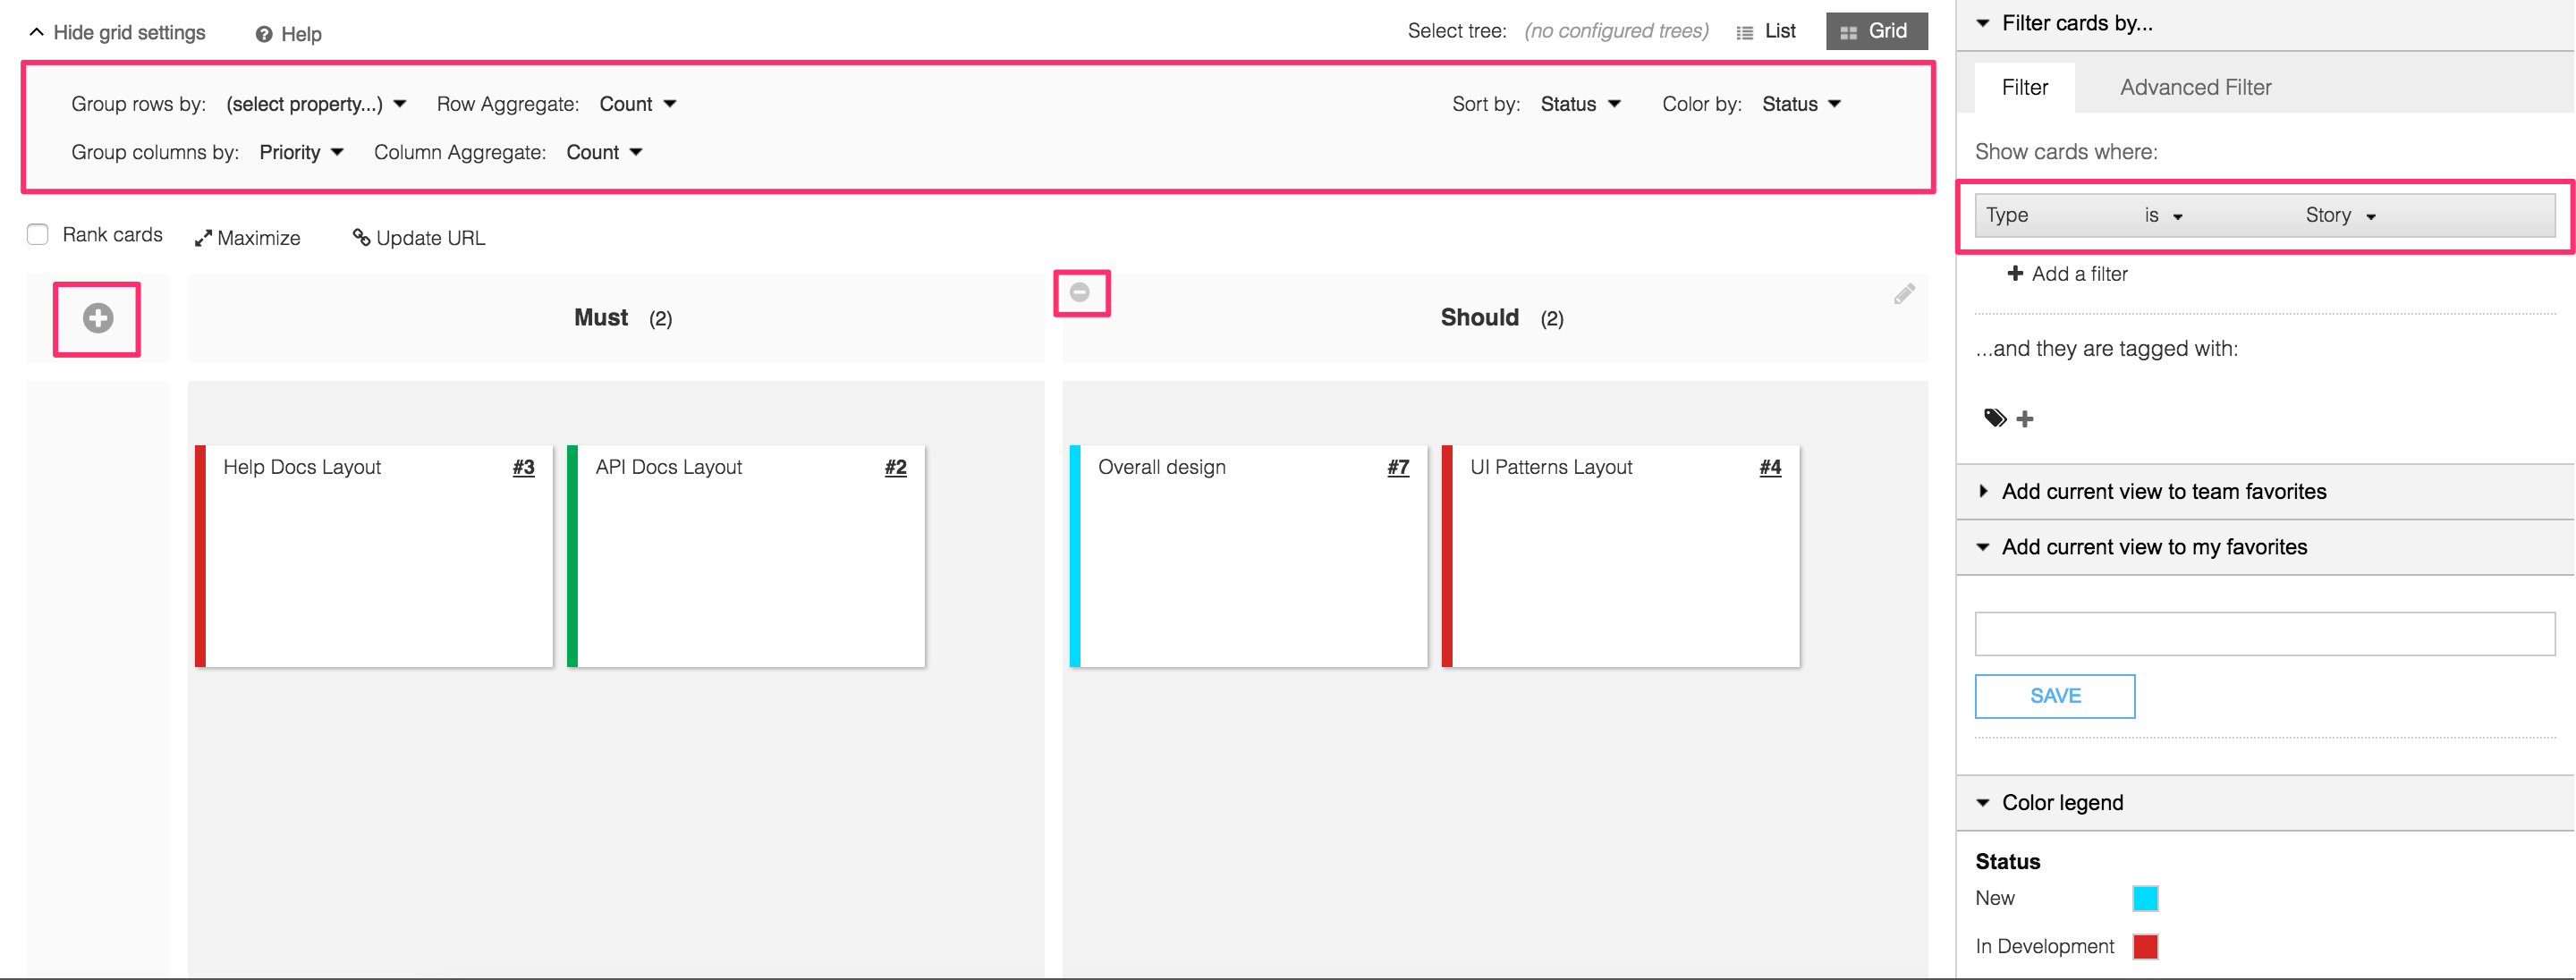 Hide grid settings Help Select tree: (no configured trees) List Grid
Group rows by: (select property...) Row Aggregate: Count Sort by: Status Color by: Status
Group columns by: Priority Column Aggregate: Count
Rank cards Maximize Update URL
Must (2) Should (2)
Help Docs Layout #3 API Docs Layout #2 Overall design #7 UI Patterns Layout #4
Filter cards by...
Filter Advanced Filter
Show cards where:
Type is Story
Add a filter
...and they are tagged with:
Add current view to team favorites
Add current view to my favorites
SAVE
Color legend
Status
New
In Development